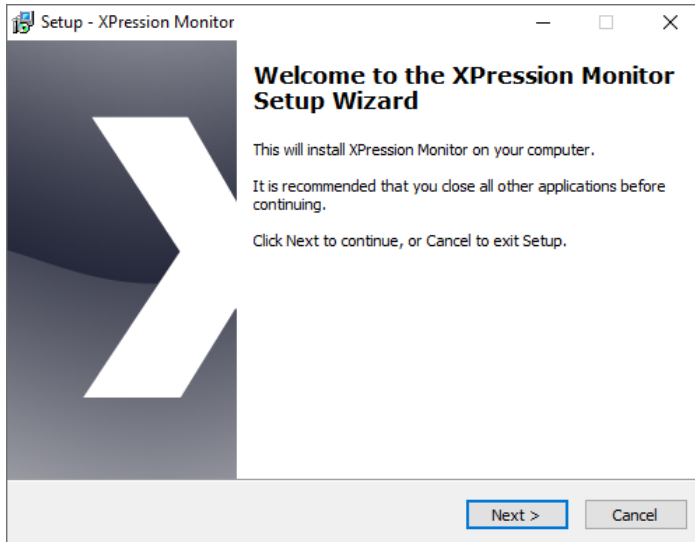 Setup - XPression Monitor
Welcome to the XPression Monitor
Setup Wizard
This will install XPression Monitor on your computer.
It is recommended that you close all other applications before
continuing.
Click Next to continue, or Cancel to exit Setup.
Next >
Cancel